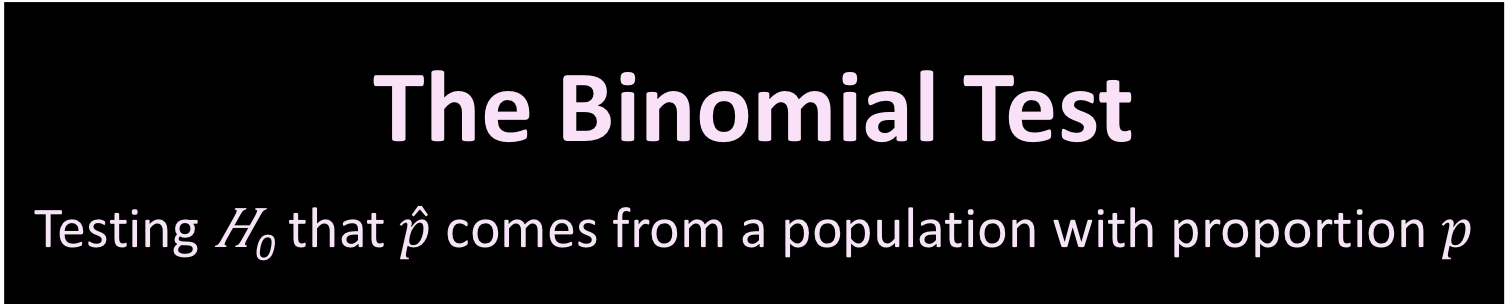 The Binomial Test
Testing H₀ that p̂ comes from a population with proportion p